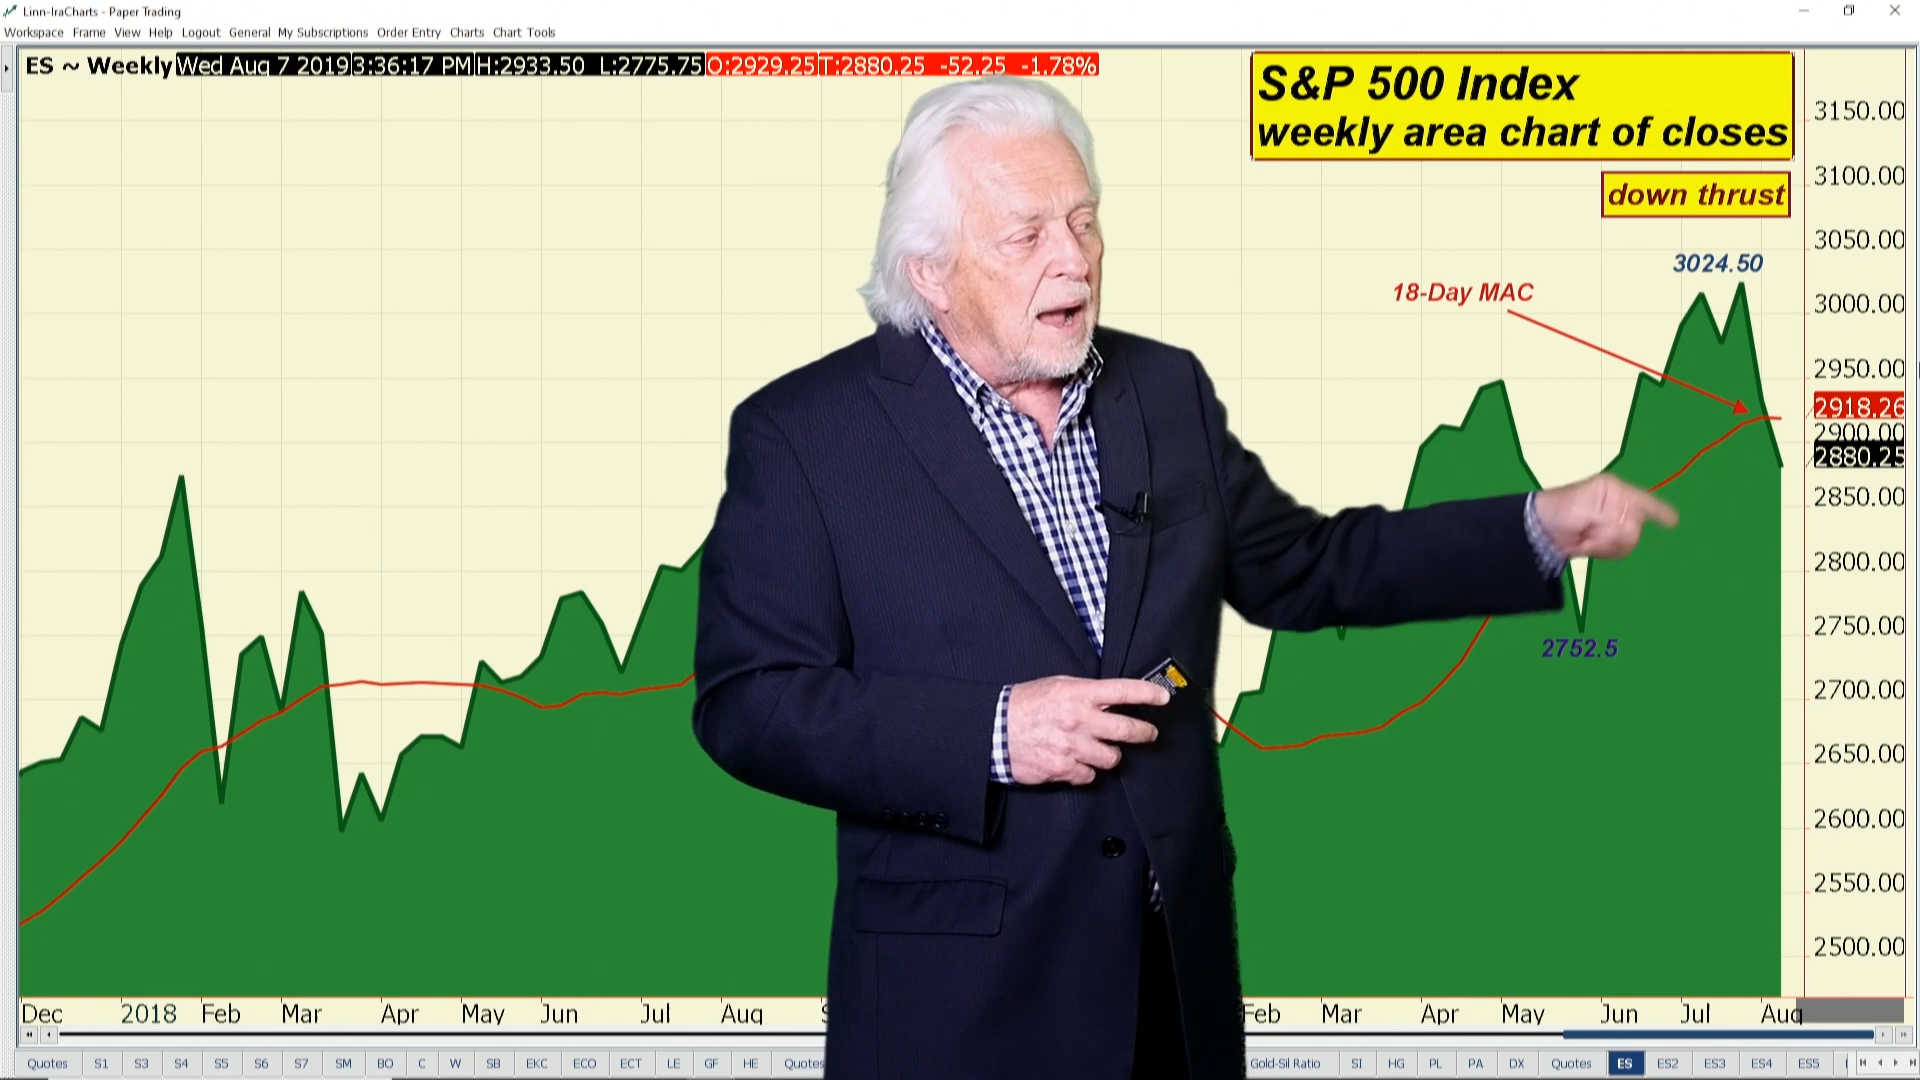 Linn-IraCharts - Paper Trading
Workspace Frame View Help Logout General My Subscriptions Order Entry Charts Chart Tools
ES ~ Weekly Wed Aug 7 2019 3:36:17 PM H:2933.50 L:2775.75 O:2929.25 T:2880.25 -52.25 -1.78%
S&P 500 Index
weekly area chart of closes
down thrust
3024.50
18-Day MAC
2752.5
3150.00
3100.00
3050.00
3000.00
2950.00
2918.26
2900.00
2880.25
2850.00
2800.00
2750.00
2700.00
2650.00
2600.00
2550.00
2500.00
Dec 2018 Feb Mar Apr May Jun Jul Aug Feb Mar Apr May Jun Jul Aug
Quotes S1 S3 S4 S5 S6 S7 SM BO C W SB EKC ECO ECT LE GF HE Quotes Gold-Sil Ratio SI HG PL PA DX Quotes ES ES2 ES3 ES4 ES5